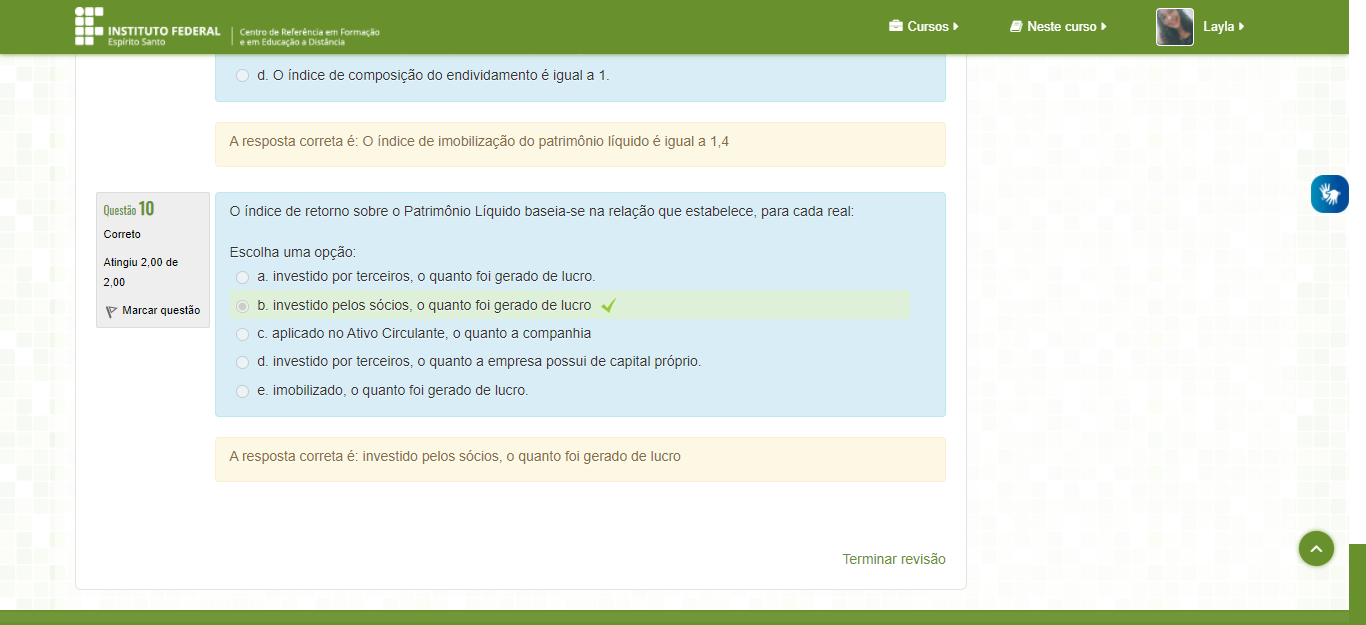 INSTITUTO FEDERAL
Espírito Santo
Centro de Referência em Formação
e em Educação a Distância
Cursos
Neste curso
Layla
d. O índice de composição do endividamento é igual a 1.
A resposta correta é: O índice de imobilização do patrimônio líquido é igual a 1,4
Questão 10
Correto
Atingiu 2,00 de
2,00
Marcar questão
O índice de retorno sobre o Patrimônio Líquido baseia-se na relação que estabelece, para cada real:
Escolha uma opção:
a. investido por terceiros, o quanto foi gerado de lucro.
b. investido pelos sócios, o quanto foi gerado de lucro
c. aplicado no Ativo Circulante, o quanto a companhia
d. investido por terceiros, o quanto a empresa possui de capital próprio.
e. imobilizado, o quanto foi gerado de lucro.
A resposta correta é: investido pelos sócios, o quanto foi gerado de lucro
Terminar revisão